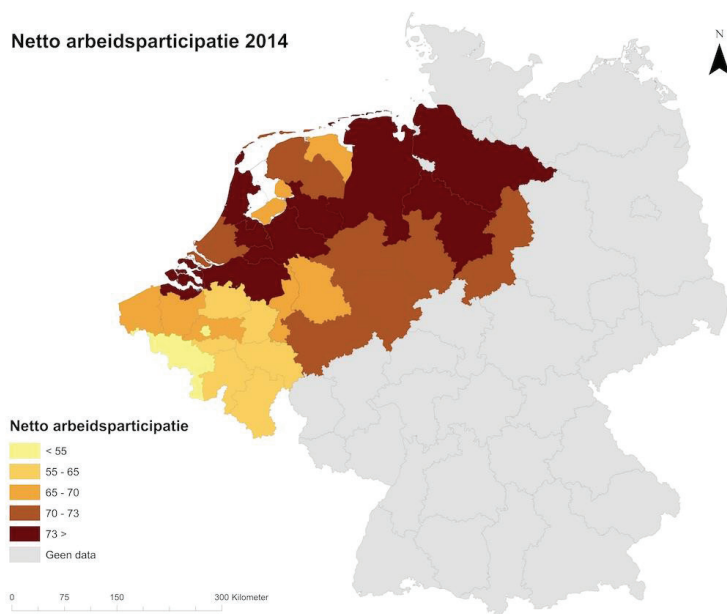 Netto arbeidsparticipatie 2014
N
Netto arbeidsparticipatie
< 55
55 - 65
65 - 70
70 - 73
73 >
Geen data
0 75 150 300 Kilometer